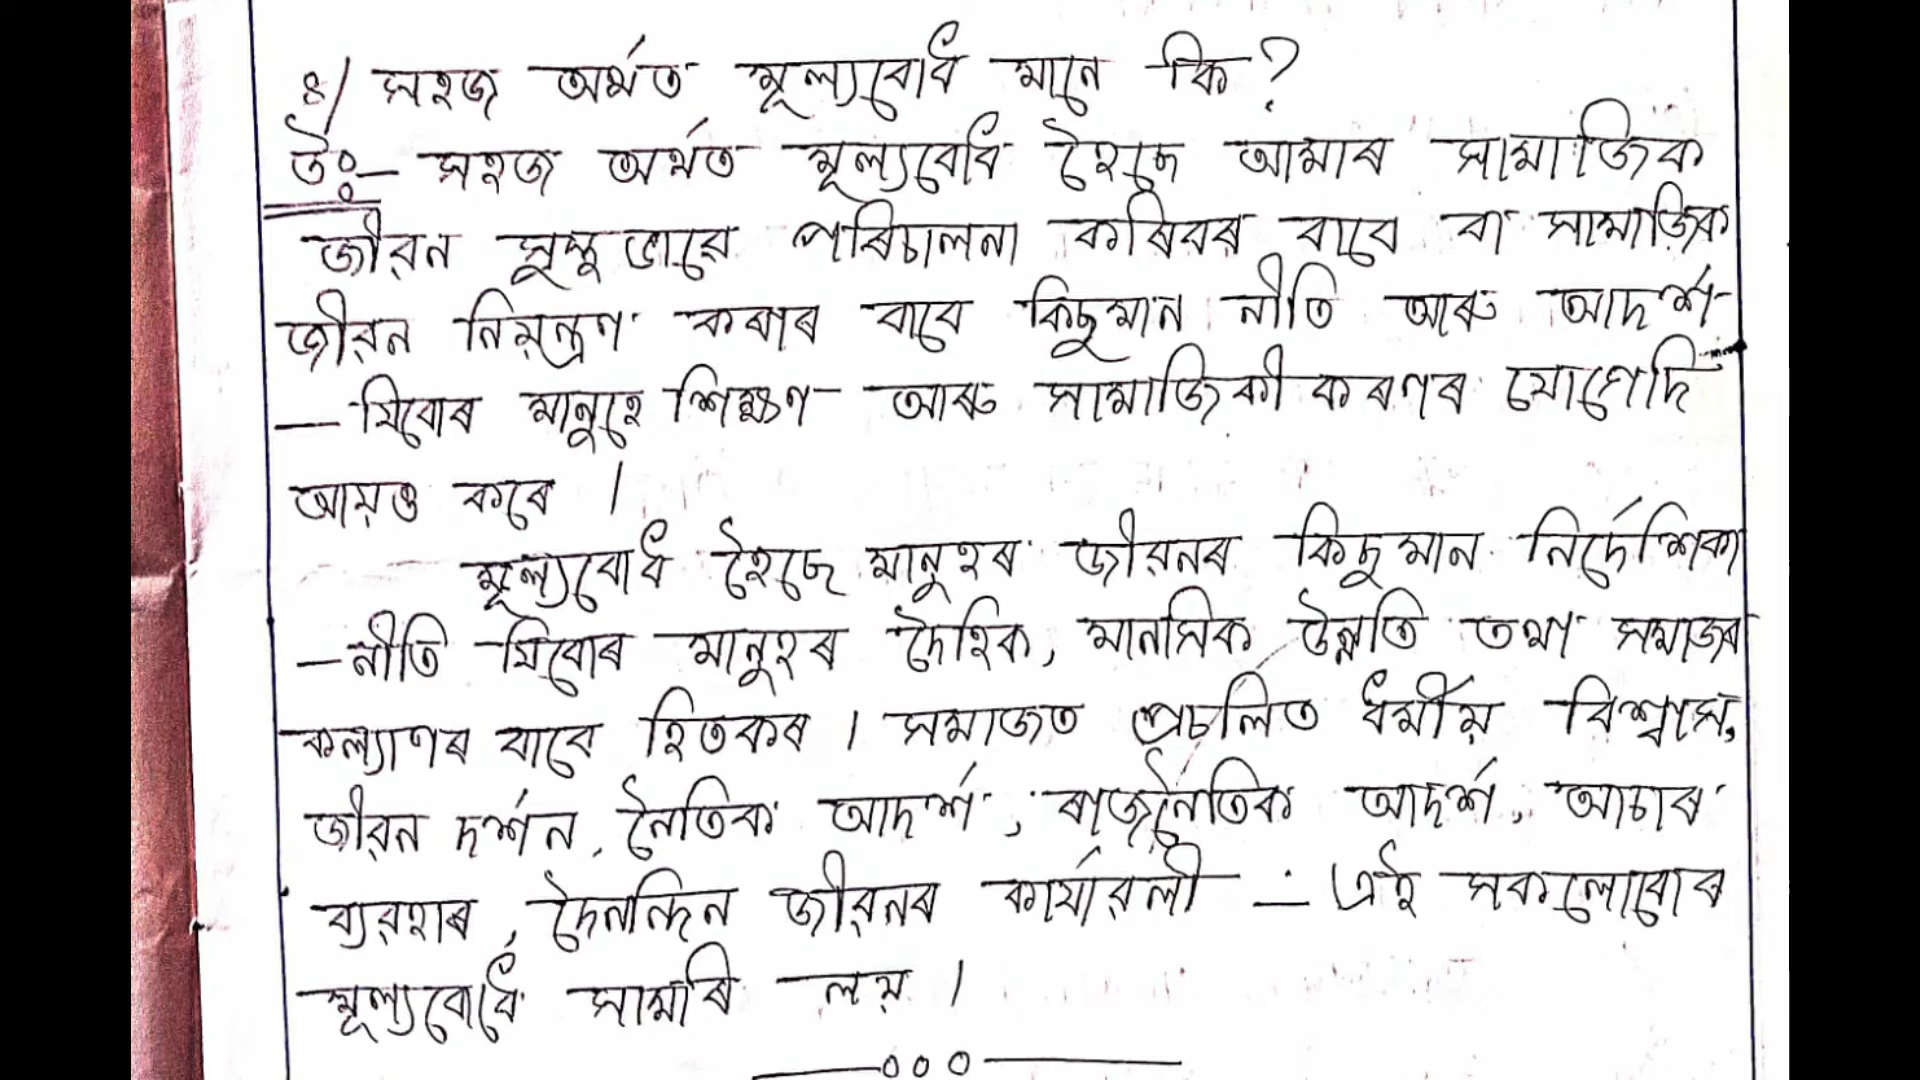 ৪/ সহজ অৰ্থত মূল্যবোধ মানে কি?
উঃ— সহজ অৰ্থত মূল্যবোধ হৈছে আমাৰ সামাজিক
জীৱন সুস্থ ভাৱে পৰিচালনা কৰিবৰ বাবে বা সামাজিক
জীৱন নিয়ন্ত্ৰণ কৰাৰ বাবে কিছুমান নীতি আৰু আদৰ্শ
— যিবোৰ মানুহে শিক্ষণ আৰু সামাজিকীকৰণৰ যোগেদি
আয়ত্ত কৰে ।
মূল্যবোধ হৈছে মানুহৰ জীৱনৰ কিছুমান নিৰ্দেশিকা
— নীতি যিবোৰ মানুহৰ দৈহিক, মানসিক উন্নতি তথা সমাজৰ
কল্যাণৰ বাবে হিতকৰ । সমাজত প্ৰচলিত ধৰ্মীয় বিশ্বাস,
জীৱন দৰ্শন, নৈতিক আদৰ্শ, ৰাজনৈতিক আদৰ্শ, আচাৰ
ব্যৱহাৰ, দৈনন্দিন জীৱনৰ কাৰ্যাৱলী — এই সকলোবোৰ
মূল্যবোধে সামৰি লয় ।
—— ০০০ ——